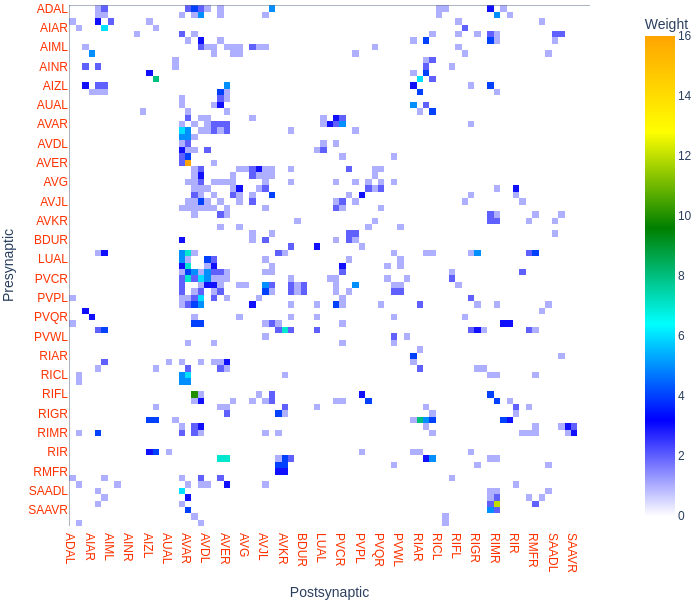 Weight
16
14
12
10
8
6
4
2
0
Presynaptic
ADAL
AIAR
AIML
AINR
AIZL
AUAL
AVAR
AVDL
AVER
AVG
AVJL
AVKR
BDUR
LUAL
PVCR
PVPL
PVQR
PVWL
RIAR
RICL
RIFL
RIGR
RIMR
RIR
RMFR
SAADL
SAAVR
ADAL
AIAR
AIML
AINR
AIZL
AUAL
AVAR
AVDL
AVER
AVG
AVJL
AVKR
BDUR
LUAL
PVCR
PVPL
PVQR
PVWL
RIAR
RICL
RIFL
RIGR
RIMR
RIR
RMFR
SAADL
SAAVR
Postsynaptic